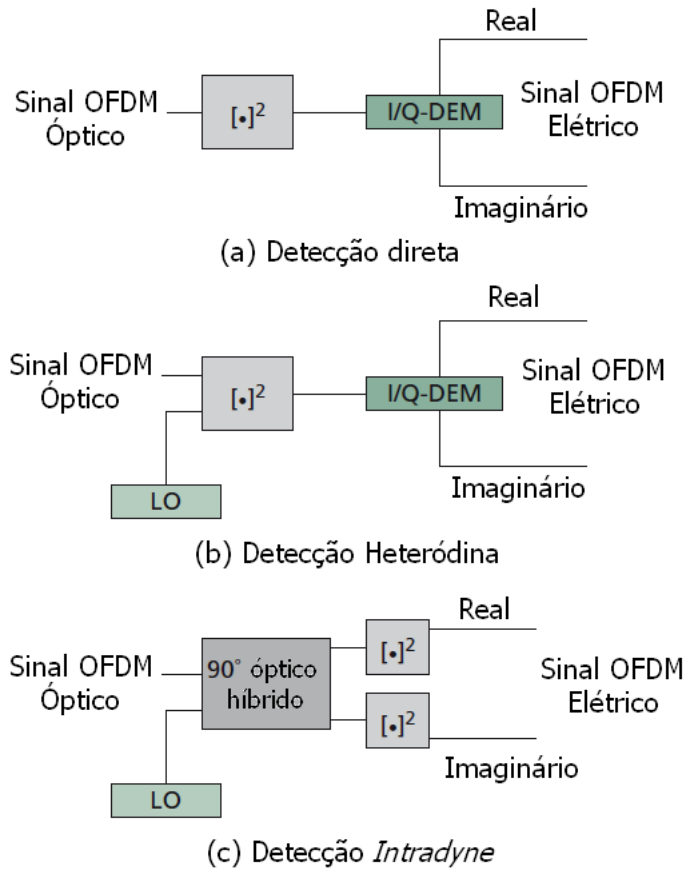 Real
Sinal OFDM
Óptico
[•]²
I/Q-DEM
Sinal OFDM
Elétrico
Imaginário
(a) Detecção direta
Real
Sinal OFDM
Óptico
[•]²
I/Q-DEM
Sinal OFDM
Elétrico
LO
Imaginário
(b) Detecção Heteródina
Real
Sinal OFDM
Óptico
90° óptico
híbrido
[•]²
[•]²
Sinal OFDM
Elétrico
Imaginário
LO
(c) Detecção Intradyne